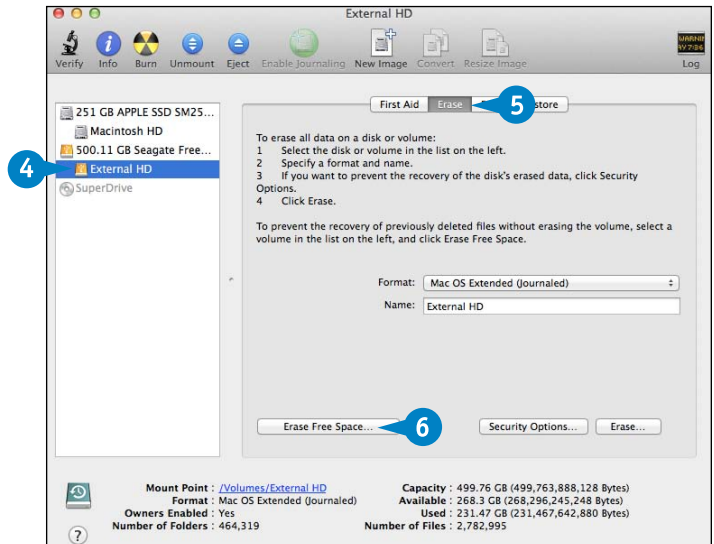 External HD
Verify Info Burn Unmount Eject Enable Journaling New Image Convert Resize Image Log
251 GB APPLE SSD SM25...
Macintosh HD
500.11 GB Seagate Free...
4
External HD
SuperDrive
First Aid Erase 5
To erase all data on a disk or volume:
1 Select the disk or volume in the list on the left.
2 Specify a format and name.
3 If you want to prevent the recovery of the disk's erased data, click Security
Options.
4 Click Erase.
To prevent the recovery of previously deleted files without erasing the volume, select a
volume in the list on the left, and click Erase Free Space.
Format: Mac OS Extended (Journaled)
Name: External HD
Erase Free Space... 6 Security Options... Erase...
Mount Point : /Volumes/External HD
Format : Mac OS Extended (Journaled)
Owners Enabled : Yes
Number of Folders : 464,319
Capacity : 499.76 GB (499,763,888,128 Bytes)
Available : 268.3 GB (268,296,245,248 Bytes)
Used : 231.47 GB (231,467,642,880 Bytes)
Number of Files : 2,782,995
?